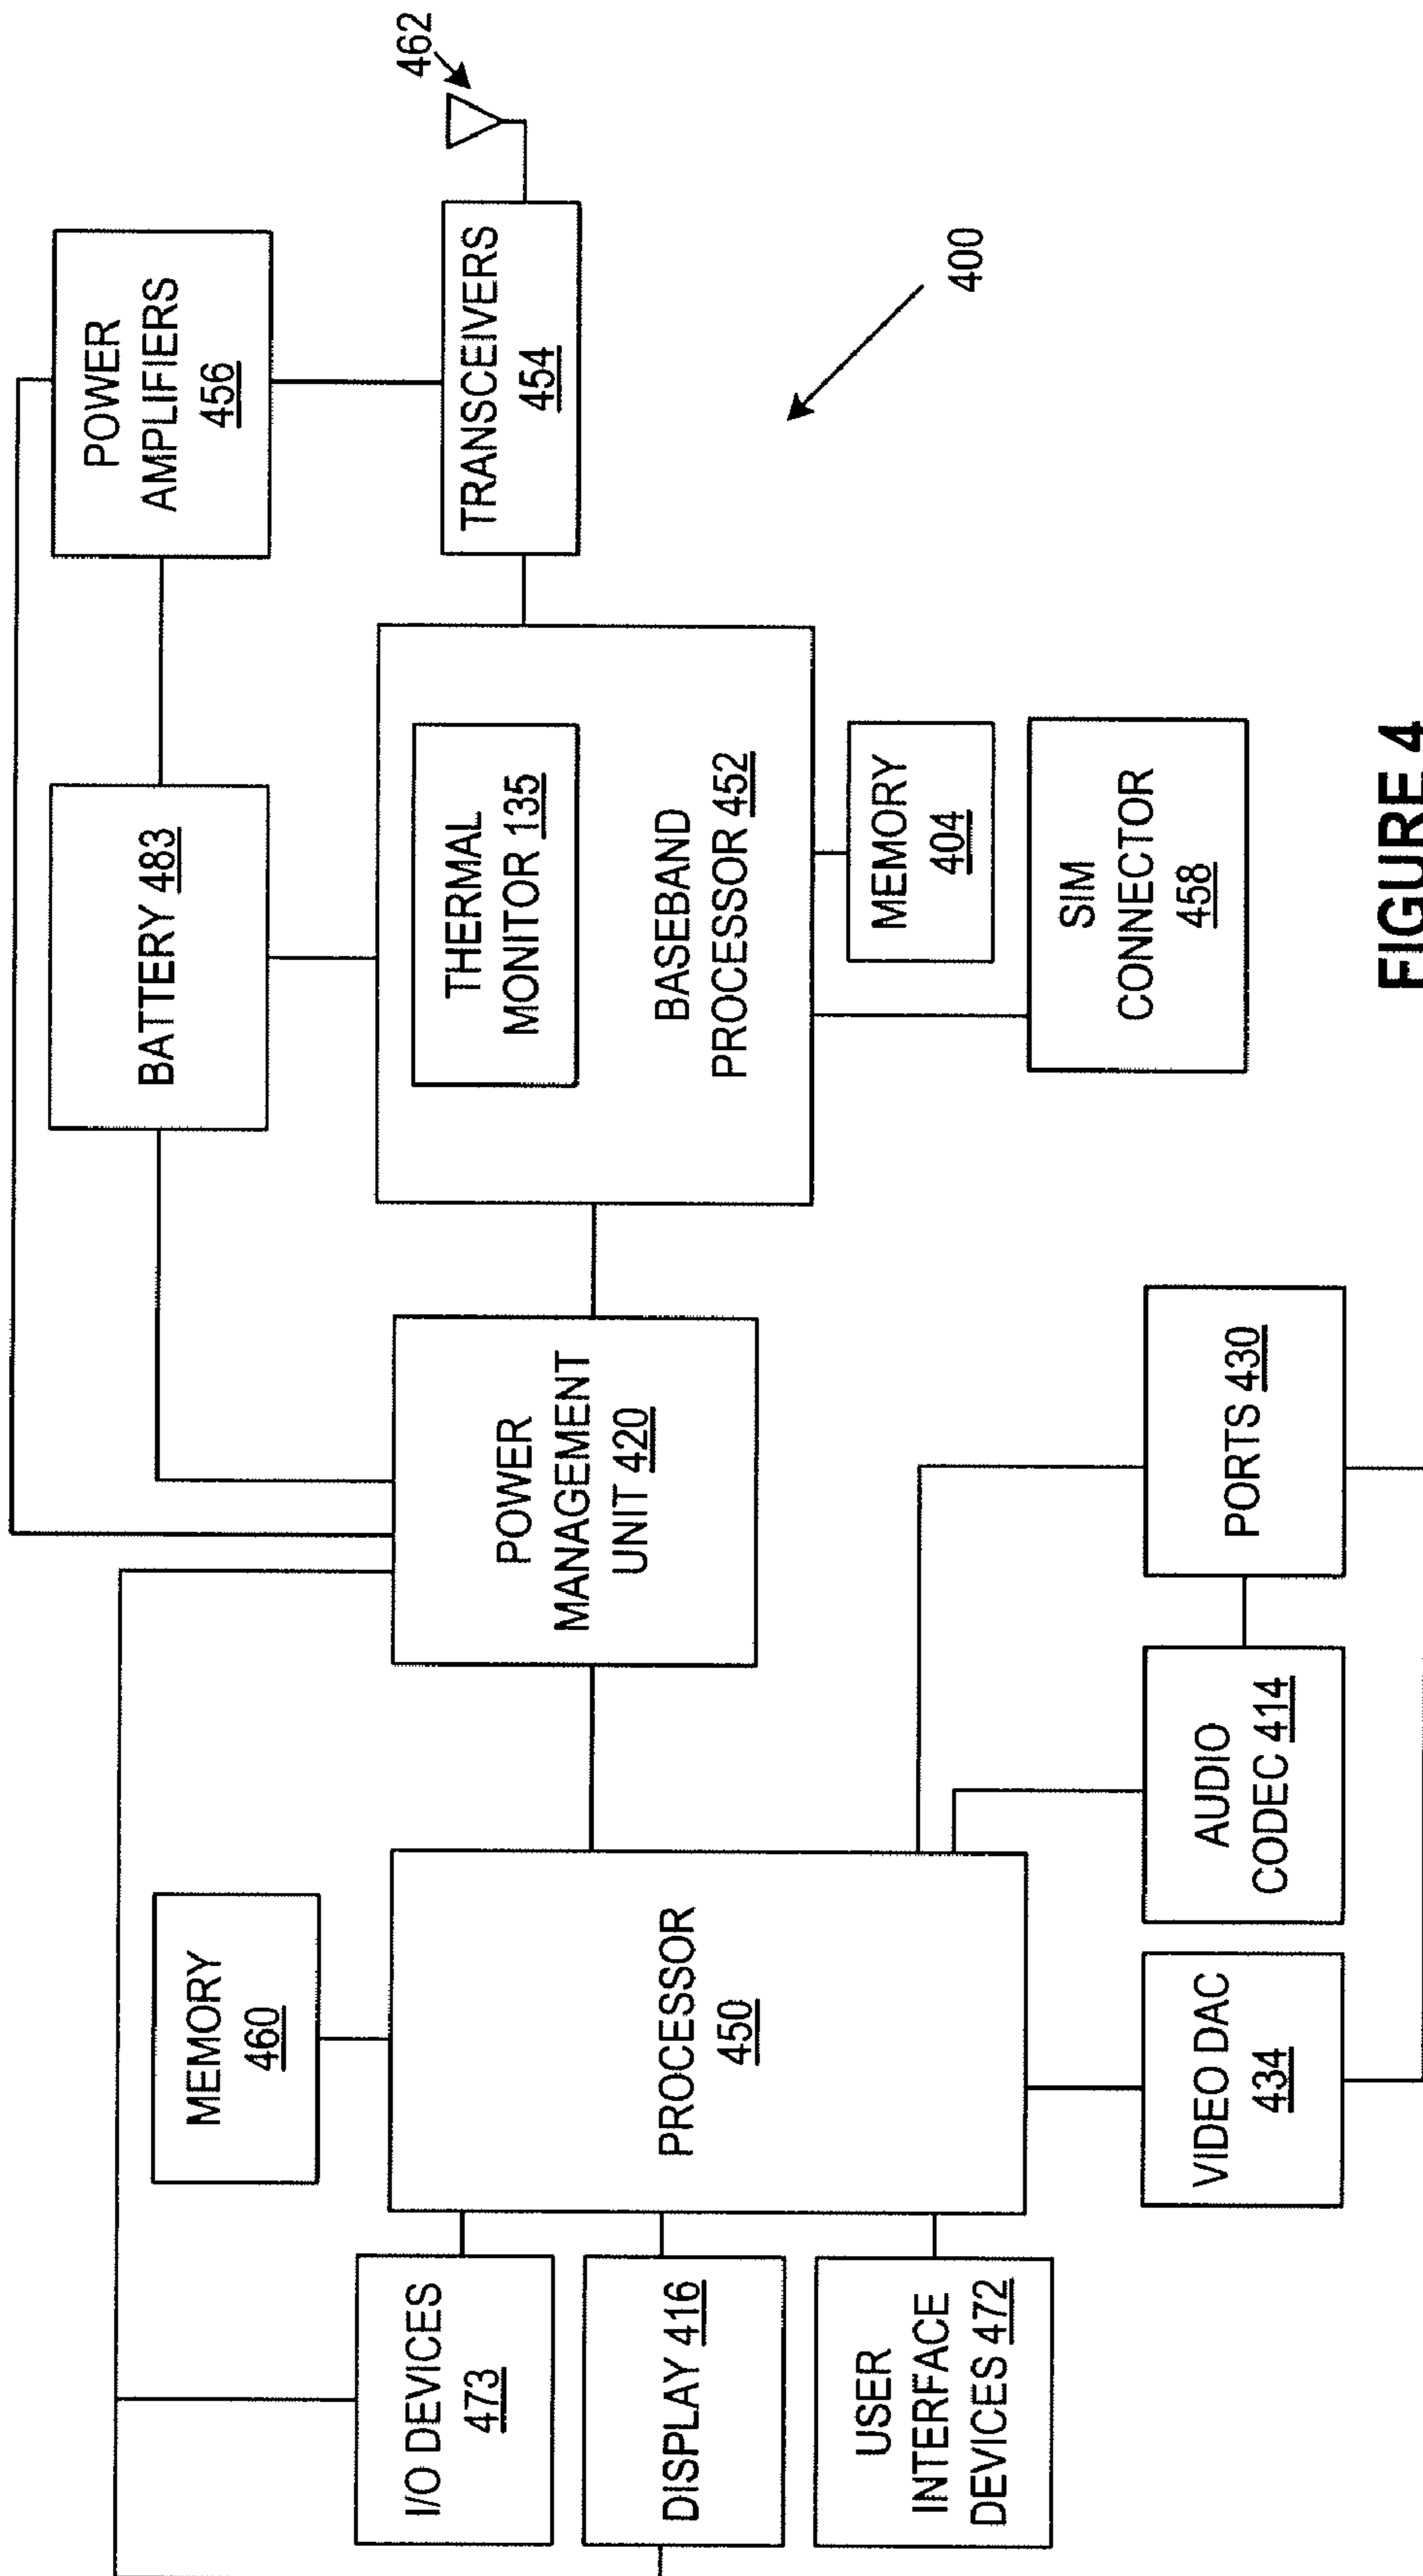 462
POWER
AMPLIFIERS
456
TRANSCEIVERS
454
400
BATTERY 483
THERMAL
MONITOR 135
BASEBAND
PROCESSOR 452
MEMORY
404
SIM
CONNECTOR
458
POWER
MANAGEMENT
UNIT 420
PORTS 430
AUDIO
CODEC 414
MEMORY
460
PROCESSOR
450
VIDEO DAC
434
I/O DEVICES
473
DISPLAY 416
USER
INTERFACE
DEVICES 472
FIGURE 4